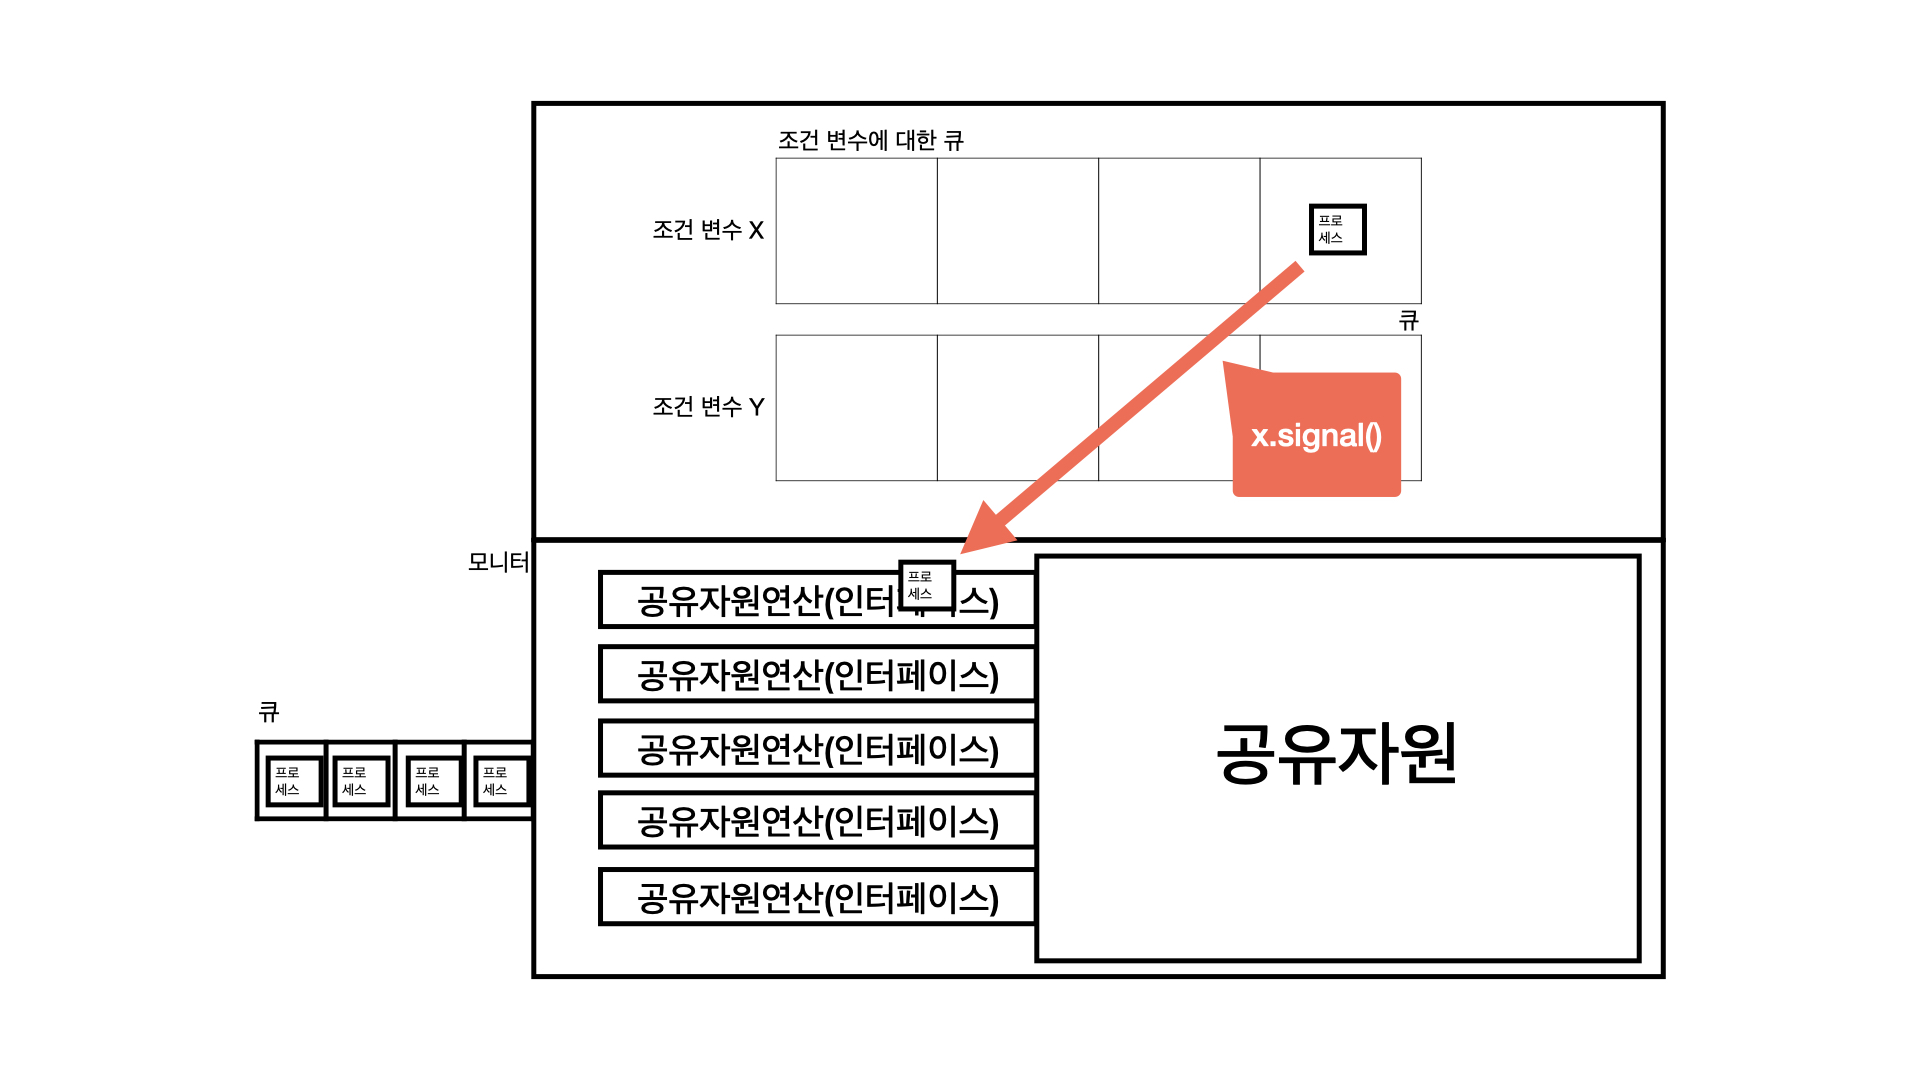 조건 변수에 대한 큐
조건 변수 X
프로
세스
큐
조건 변수 Y
x.signal()
모니터
프로
세스
공유자원연산(인터 스)
공유자원연산(인터페이스)
공유자원연산(인터페이스)
공유자원연산(인터페이스)
공유자원연산(인터페이스)
공유자원
큐
프로
세스
프로
세스
프로
세스
프로
세스